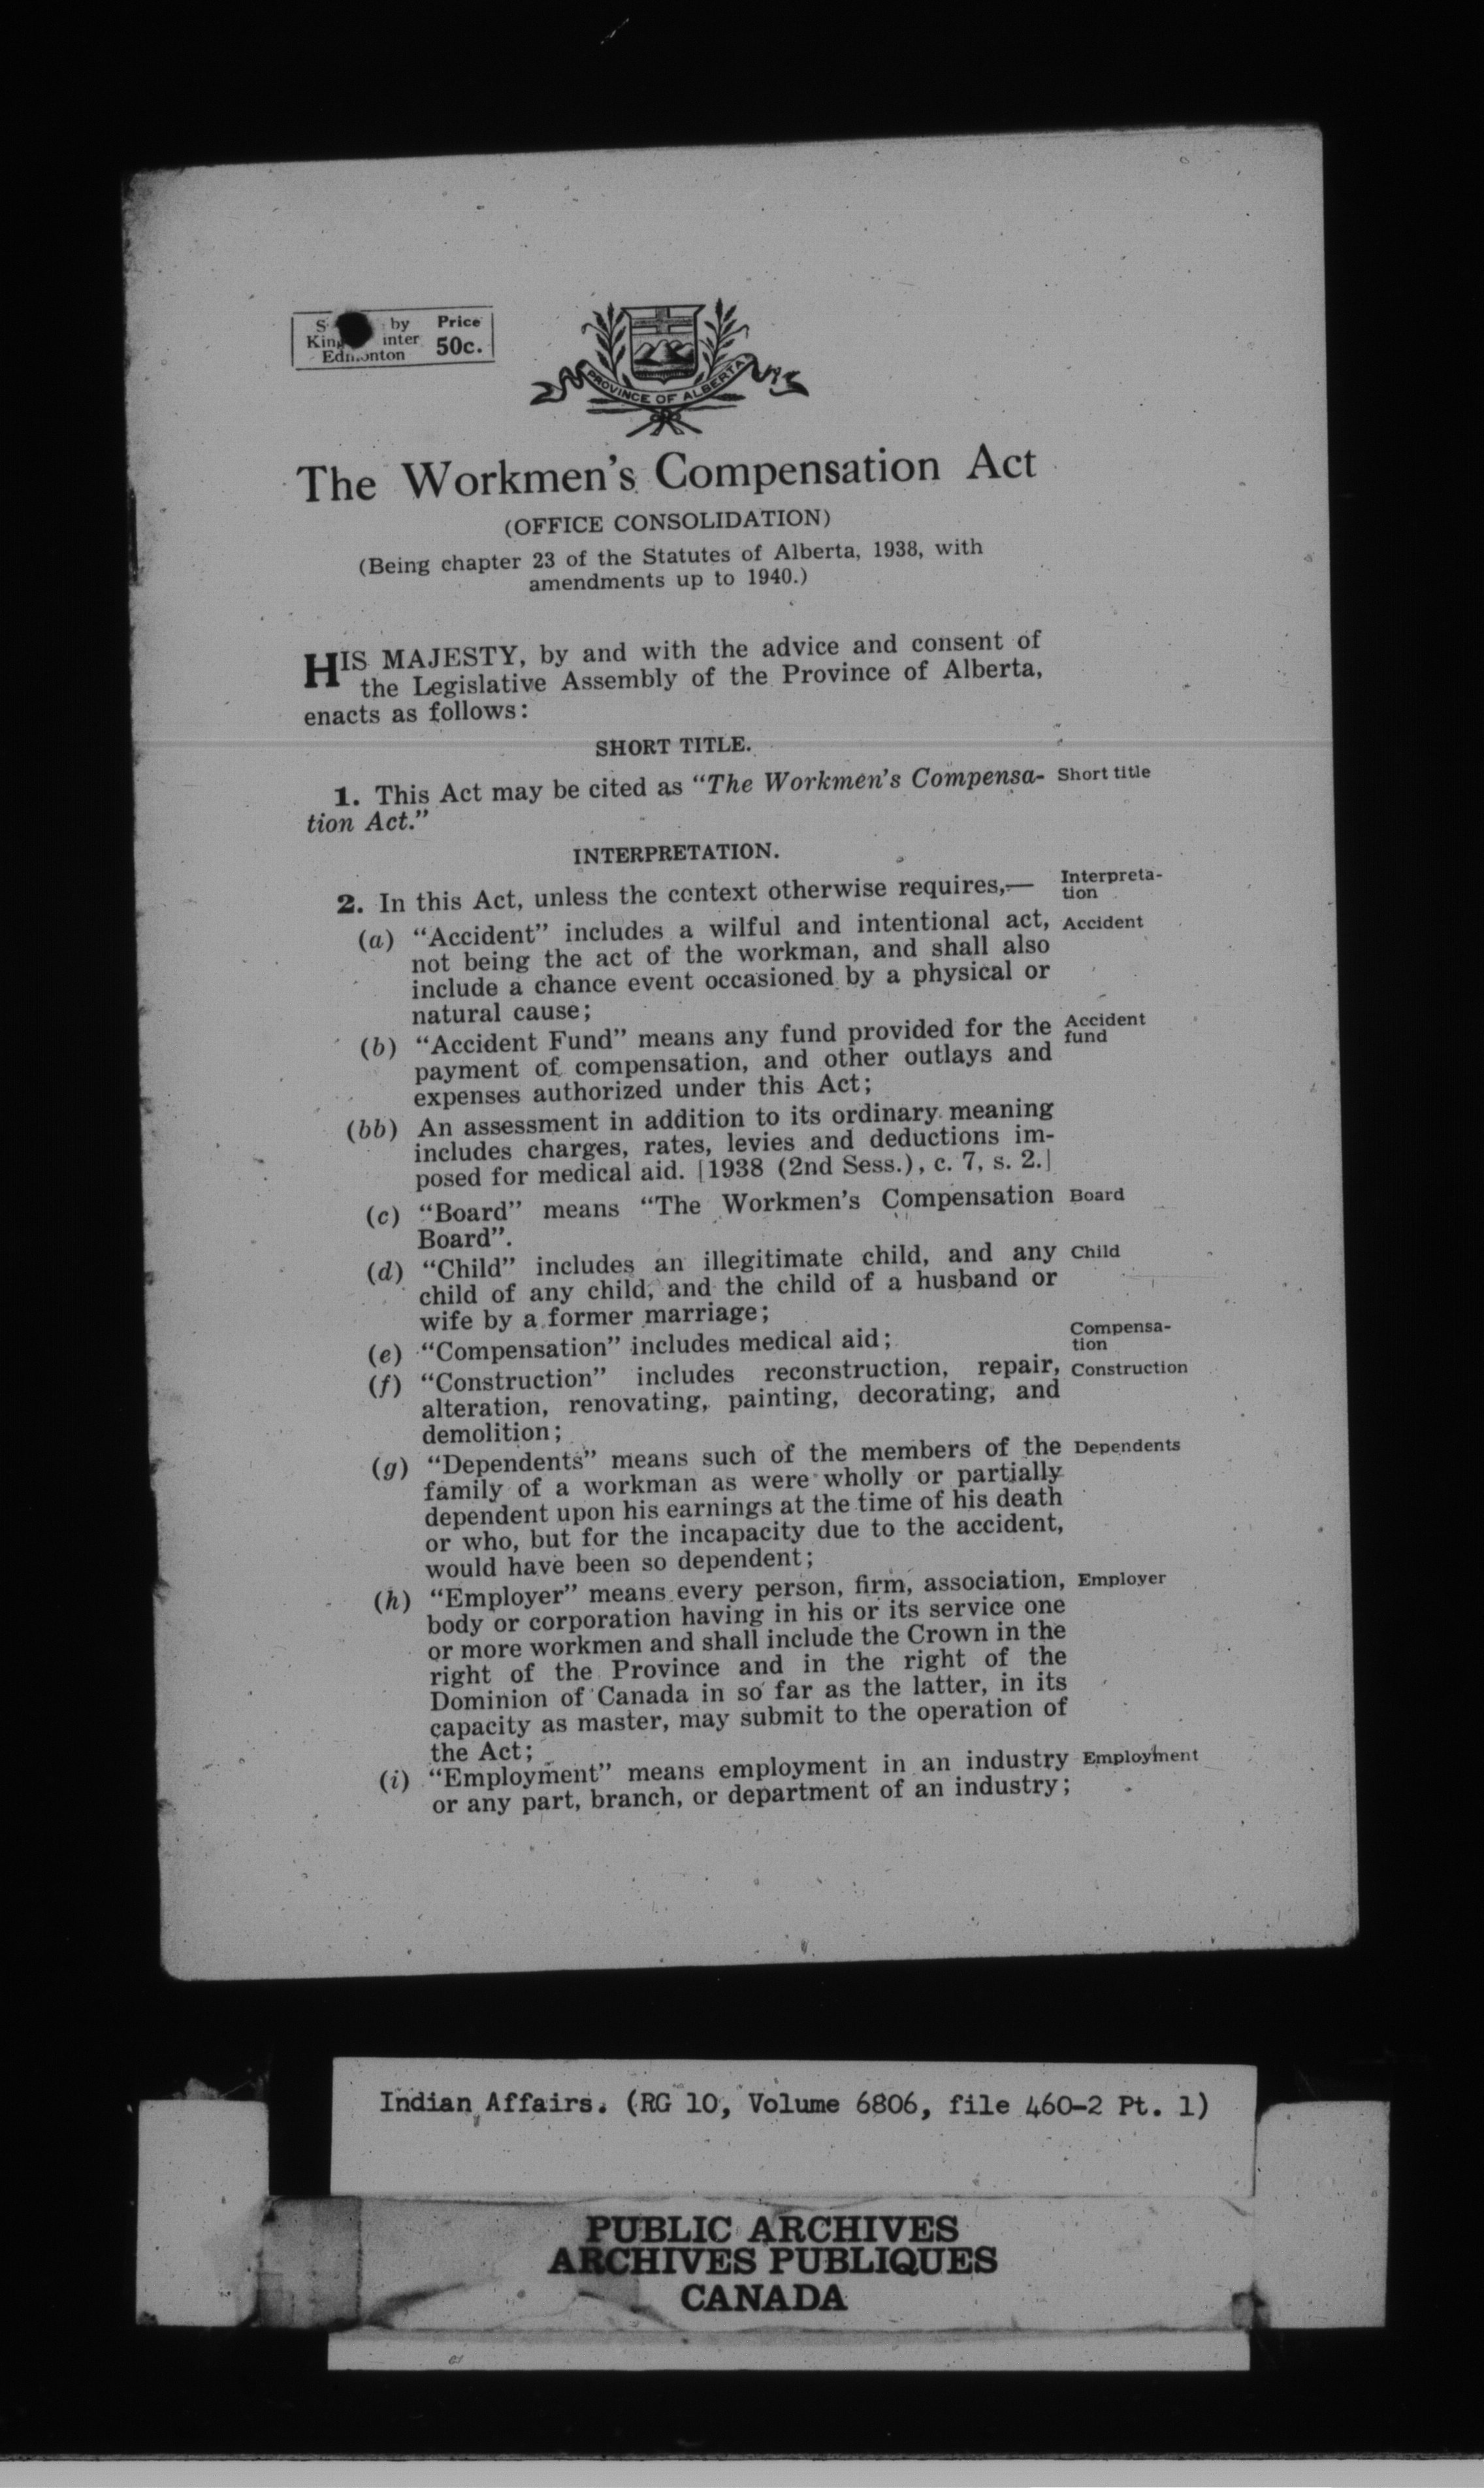 by Price
50c.
Edmonton
PROVINCE OF ALBERTA
The Workmen's Compensation Act
(OFFICE CONSOLIDATION)
(Being chapter 23 of the Statutes of Alberta, 1938, with
amendments up to 1940.)
HIS MAJESTY, by and with the advice and consent of
the Legislative Assembly of the Province of Alberta,
enacts as follows:
SHORT TITLE.
1. This Act may be cited as "The Workmen's Compensa- Short title
tion Act."
INTERPRETATION.
2. In this Act, unless the context otherwise requires,— Interpreta-
tion
(a) "Accident" includes a wilful and intentional act, Accident
not being the act of the workman, and shall also
include a chance event occasioned by a physical or
natural cause;
(b) "Accident Fund" means any fund provided for the Accident
payment of compensation, and other outlays and fund
expenses authorized under this Act;
(bb) An assessment in addition to its ordinary meaning
includes charges, rates, levies and deductions im-
posed for medical aid. [1938 (2nd Sess.), c. 7, s. 2.]
(c) "Board" means "The Workmen's Compensation Board
Board".
(d) "Child" includes an illegitimate child, and any Child
child of any child, and the child of a husband or
wife by a former marriage;
(e) "Compensation" includes medical aid; Compensa-
tion
(f) "Construction" includes reconstruction, repair, Construction
alteration, renovating, painting, decorating, and
demolition;
(g) "Dependents" means such of the members of the Dependents
family of a workman as were wholly or partially
dependent upon his earnings at the time of his death
or who, but for the incapacity due to the accident,
would have been so dependent;
(h) "Employer" means every person, firm, association, Employer
body or corporation having in his or its service one
or more workmen and shall include the Crown in the
right of the Province and in the right of the
Dominion of Canada in so far as the latter, in its
capacity as master, may submit to the operation of
the Act;
(i) "Employment" means employment in an industry Employment
or any part, branch, or department of an industry;
Indian Affairs. (RG 10, Volume 6806, file 460-2 Pt. 1)
PUBLIC ARCHIVES
ARCHIVES PUBLIQUES
CANADA